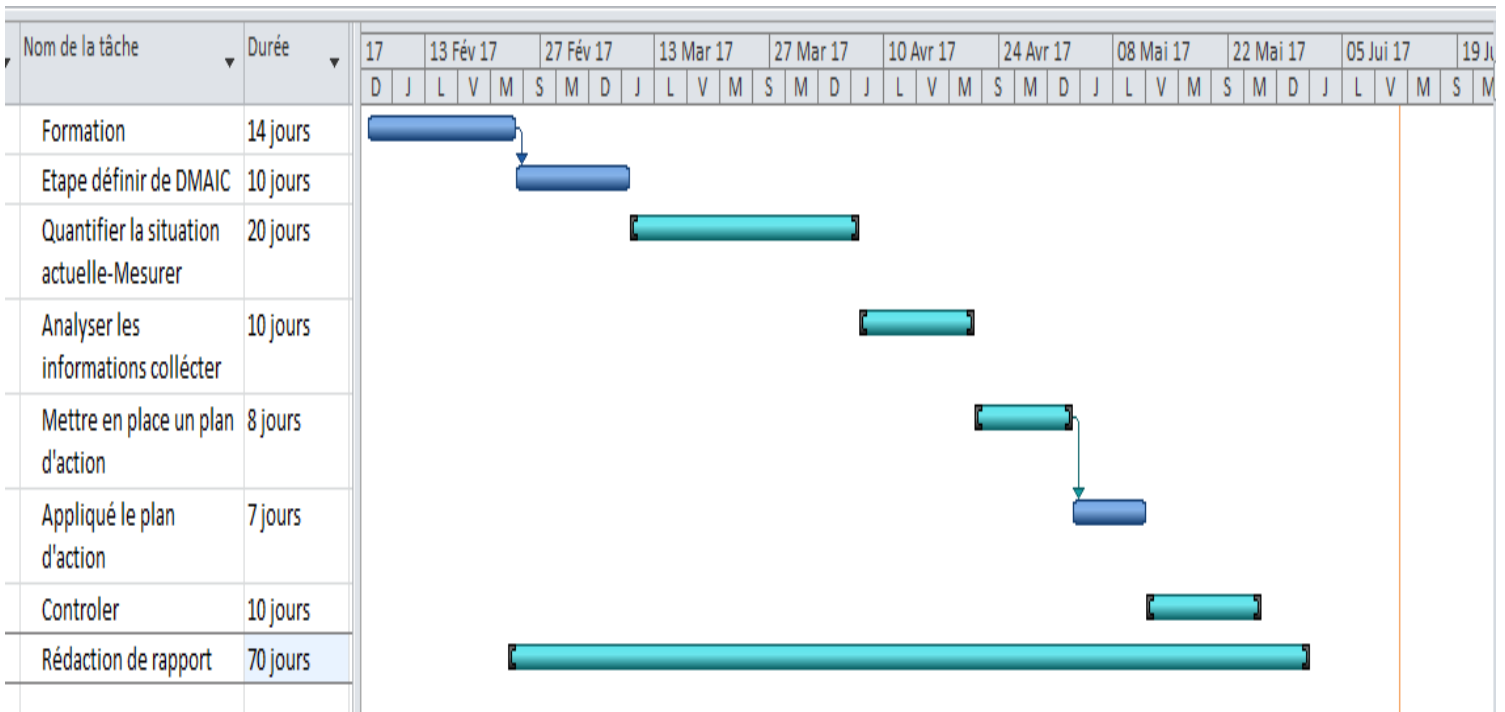 Nom de la tâche Durée 17 13 Fév 17 27 Fév 17 13 Mar 17 27 Mar 17 10 Avr 17 24 Avr 17 08 Mai 17 22 Mai 17 05 Jui 17
D J L V M S M D J L V M S M D J L V M S M D J L V M S M D J L V M S M
Formation 14 jours
Etape définir de DMAIC 10 jours
Quantifier la situation 20 jours
actuelle-Mesurer
Analyser les 10 jours
informations collécter
Mettre en place un plan 8 jours
d'action
Appliqué le plan 7 jours
d'action
Controler 10 jours
Rédaction de rapport 70 jours